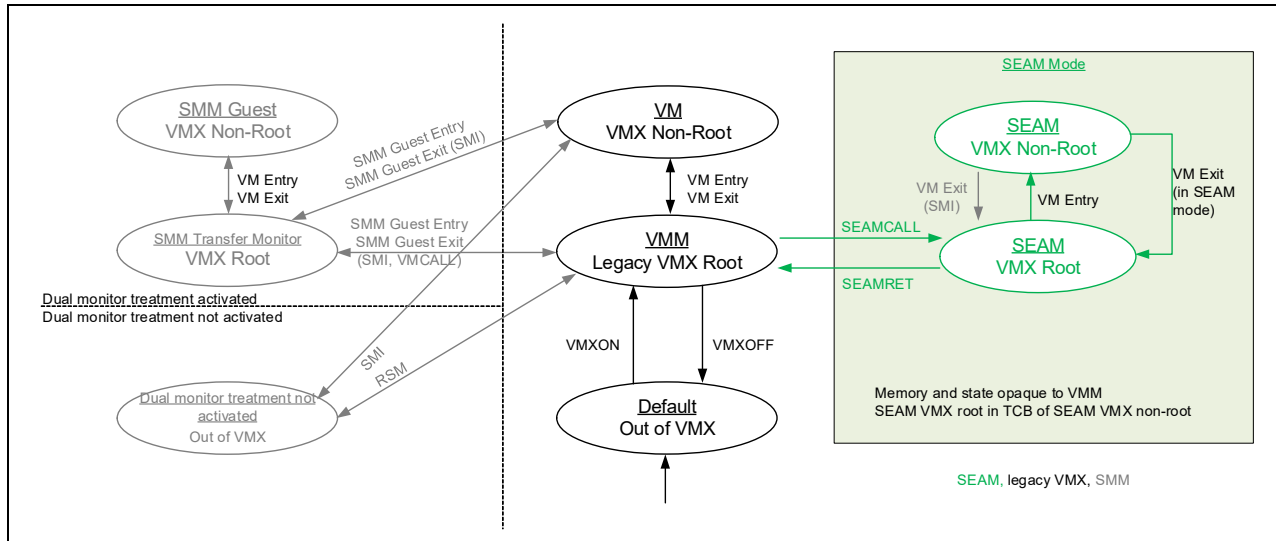 SMM Guest
VMX Non-Root
VM Entry
VM Exit
SMM Transfer Monitor
VMX Root
Dual monitor treatment activated
Dual monitor treatment not activated
Dual monitor treatment not
activated
Out of VMX
SMM Guest Entry
SMM Guest Exit (SMI)
SMM Guest Entry
SMM Guest Exit
(SMI, VMCALL)
SMI
RSM
VM
VMX Non-Root
VM Entry
VM Exit
VMM
Legacy VMX Root
VMXON
VMXOFF
Default
Out of VMX
SEAMCALL
SEAMRET
SEAM Mode
SEAM
VMX Non-Root
VM Exit
(SMI)
VM Entry
VM Exit
(in SEAM
mode)
SEAM
VMX Root
Memory and state opaque to VMM
SEAM VMX root in TCB of SEAM VMX non-root
SEAM, legacy VMX, SMM